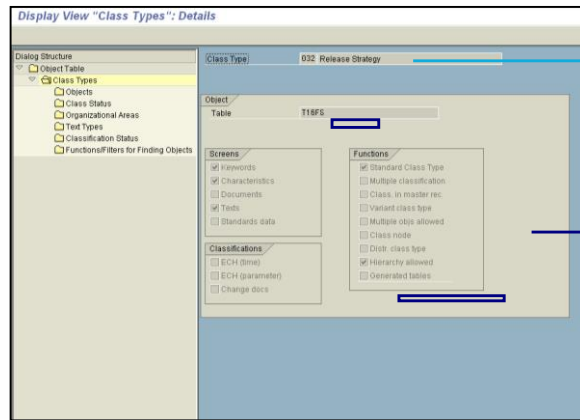 Display View "Class Types": Details
Dialog Structure
Object Table
Class Types
Objects
Class Status
Organizational Areas
Text Types
Classification Status
Functions/Filters for Finding Objects
Class Type 032 Release Strategy
Object
Table T16FS
Screens
Keywords
Characteristics
Documents
Texts
Standards data
Classifications
ECH (time)
ECH (parameter)
Change docs
Functions
Standard Class Type
Multiple classification
Class. in master rec.
Variant class type
Multiple objs allowed
Class node
Distr. class type
Hierarchy allowed
Generated tables